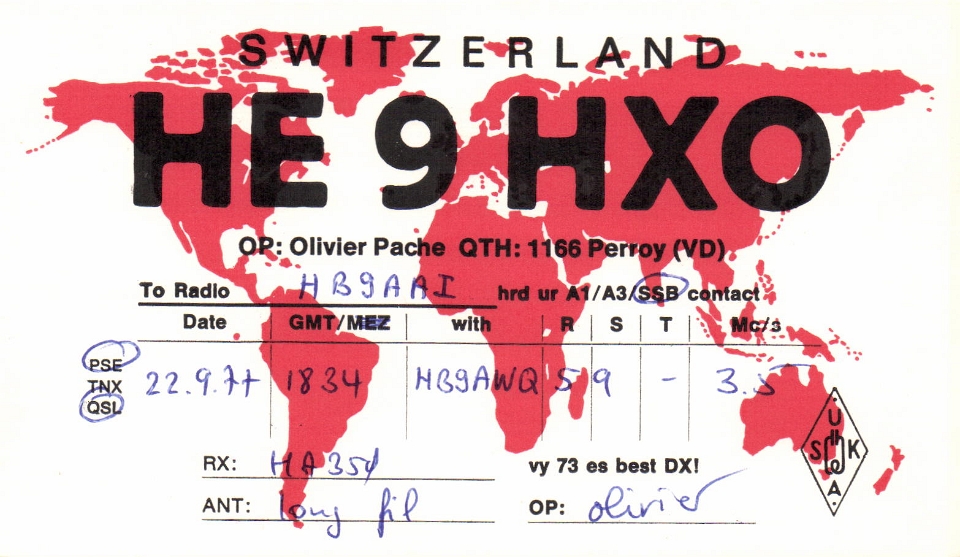 SWITZERLAND
HE 9 HXO
OP: Olivier Pache QTH: 1166 Perroy (VD)
To Radio HB9AAI hrd ur A1/A3/SSB contact
Date GMT/MEZ with R S T Mc/s
PSE
TNX
QSL
22.9.77 1834 HB9AWQ 5 9 - 3.5
RX: HA350
ANT: long fil
vy 73 es best DX!
OP: olivier
U
S K
A